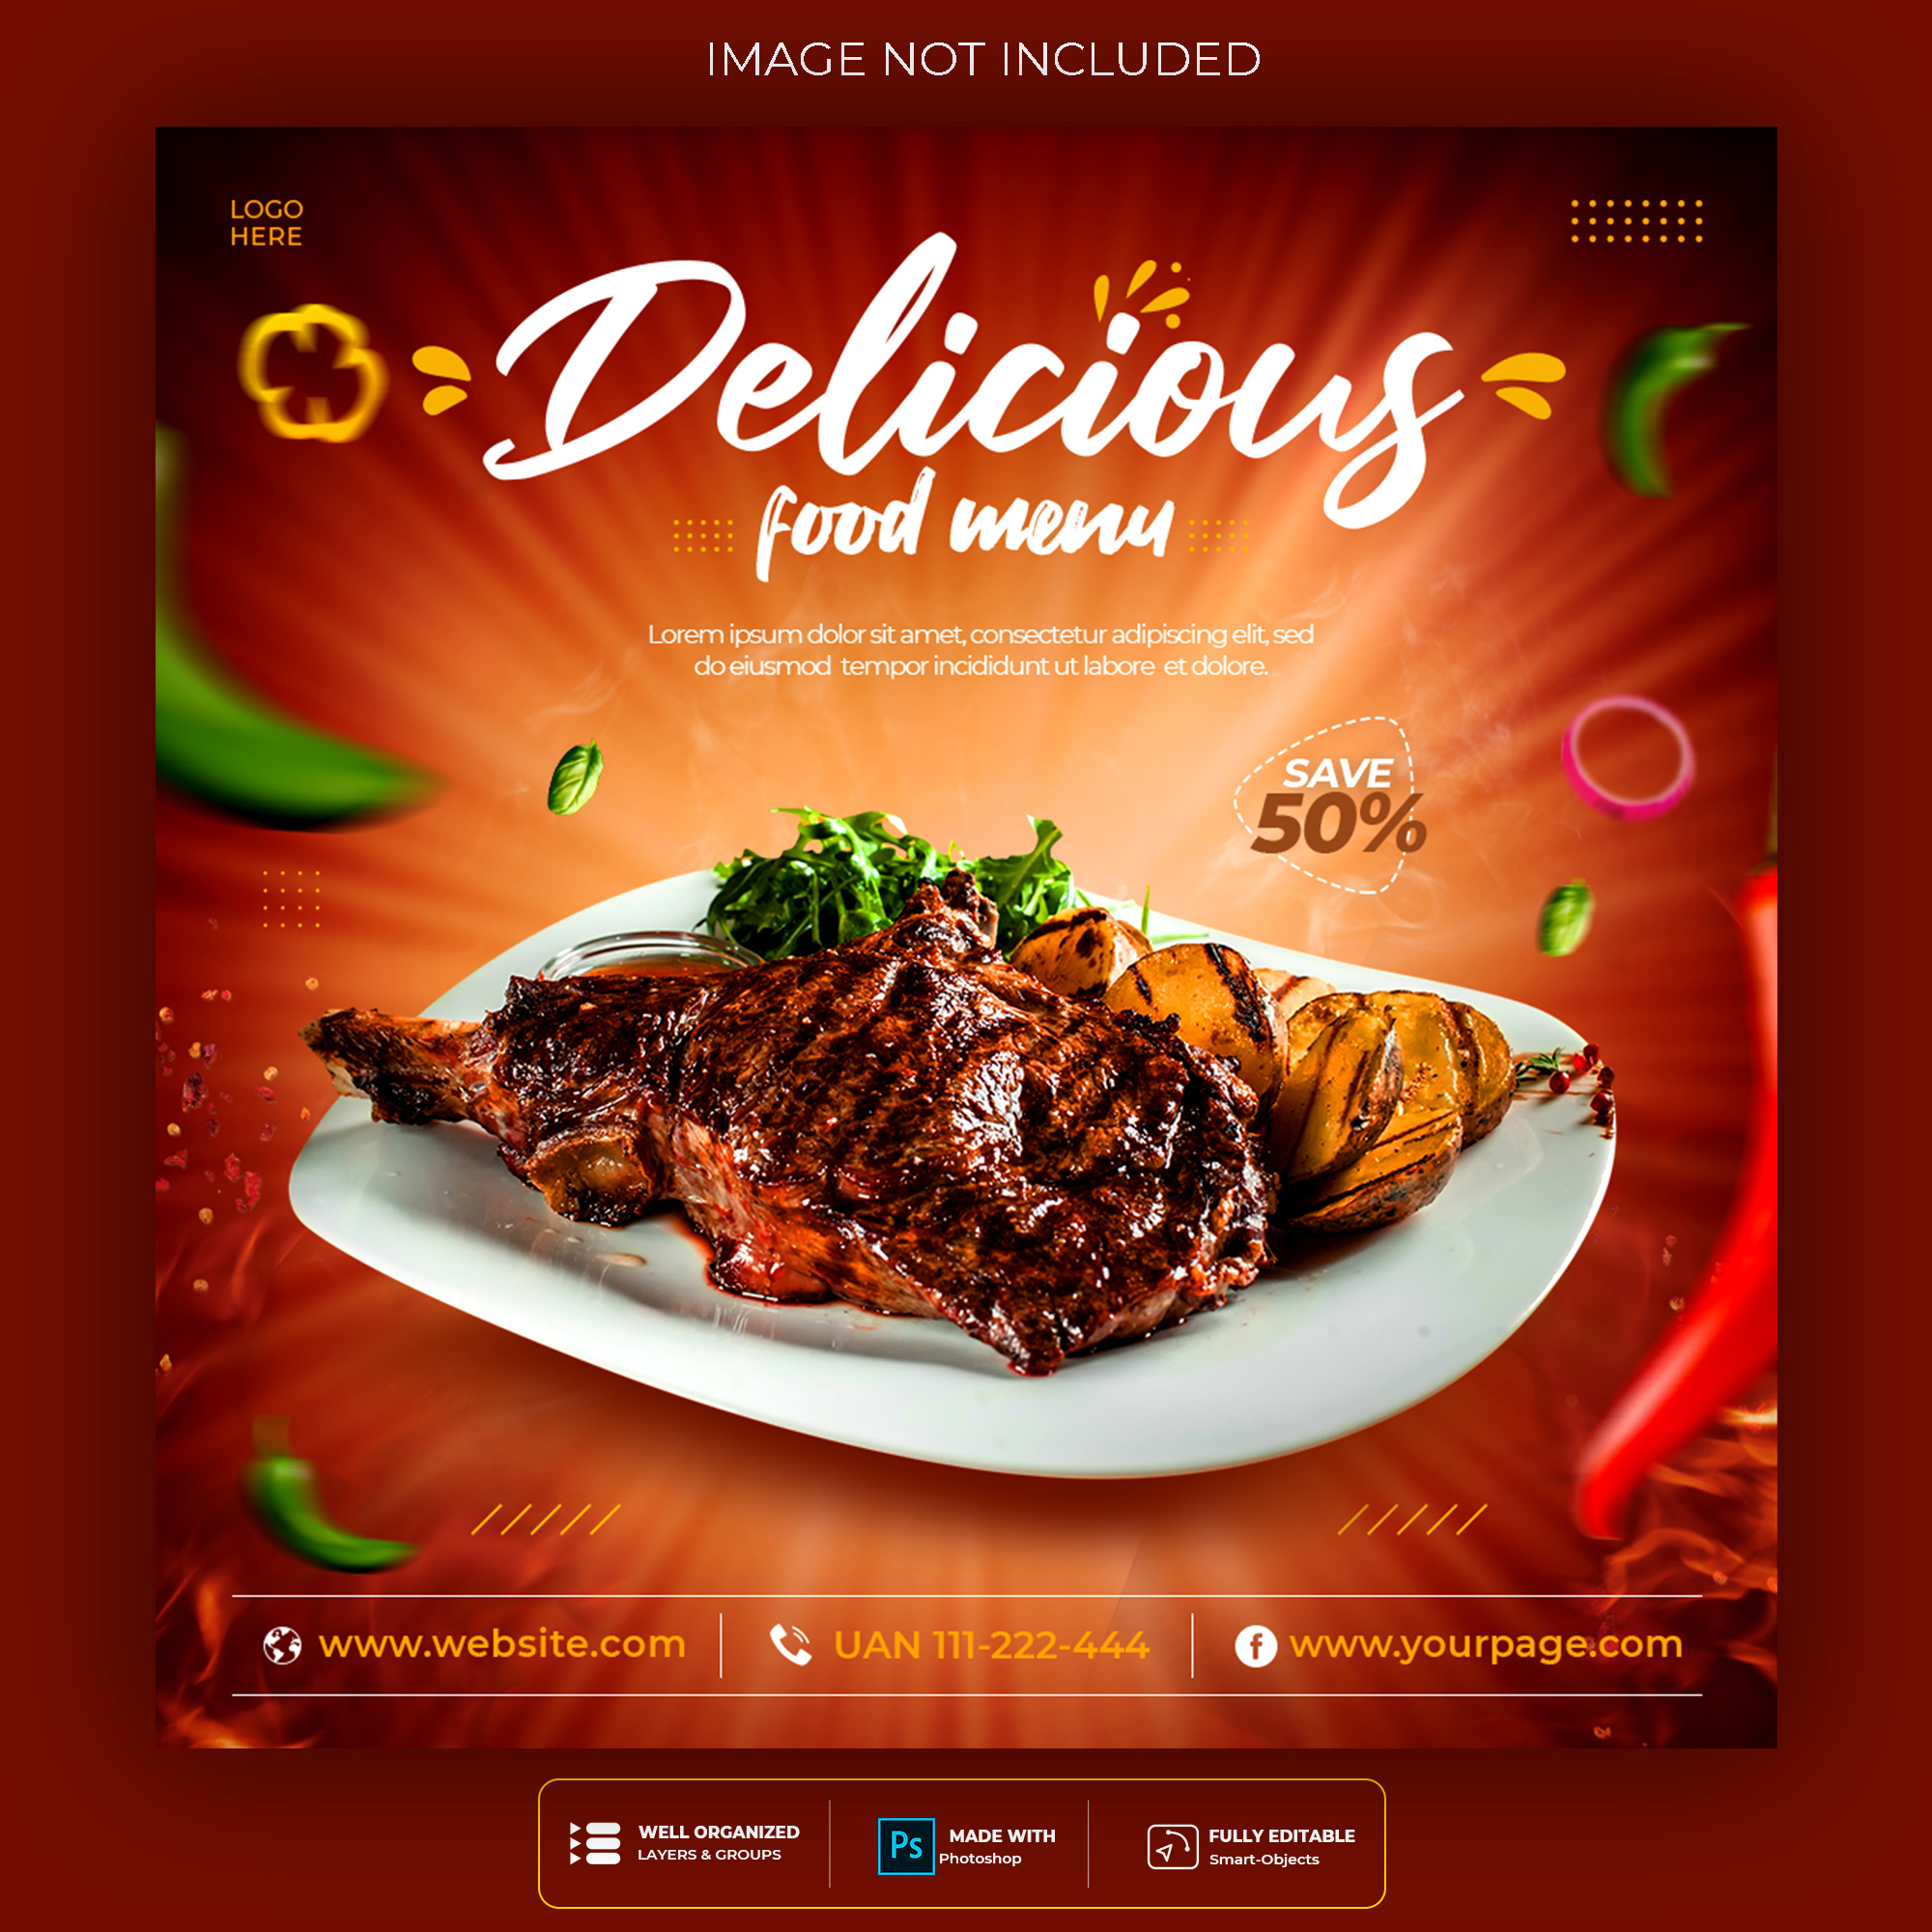 IMAGE NOT INCLUDED
LOGO
HERE
Delicious
food menu
Lorem ipsum dolor sit amet, consectetur adipiscing elit, sed
do eiusmod tempor incididunt ut labore et dolore.
SAVE
50%
www.website.com
UAN 111-222-444
www.yourpage.com
WELL ORGANIZED
LAYERS & GROUPS
Ps
MADE WITH
Photoshop
FULLY EDITABLE
Smart-Objects